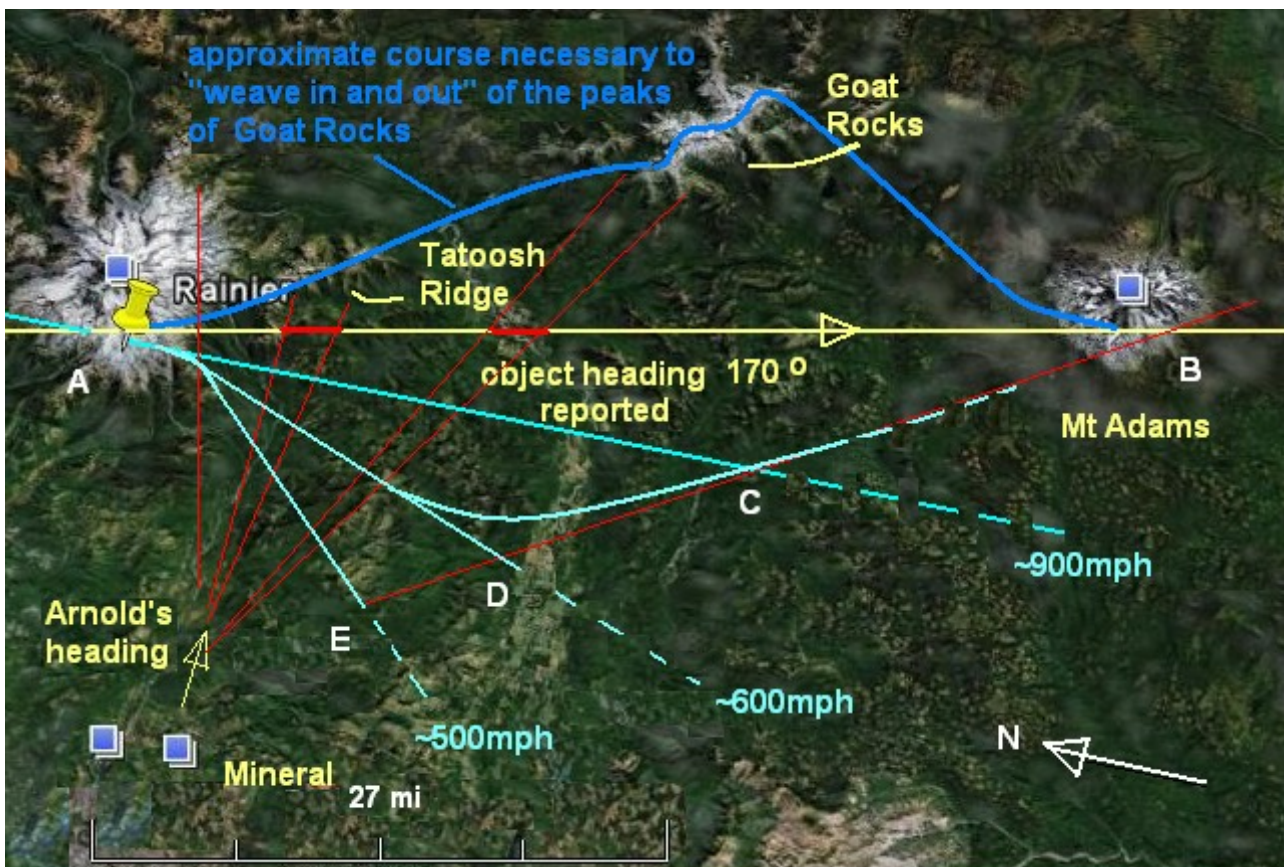 approximate course necessary to
"weave in and out" of the peaks
of Goat Rocks
Goat
Rocks
Rainier
Tatoosh
Ridge
A
object heading 170 º
reported
B
Mt Adams
C
~900mph
D
Arnold's
heading
E
~600mph
~500mph
N
Mineral
27 mi